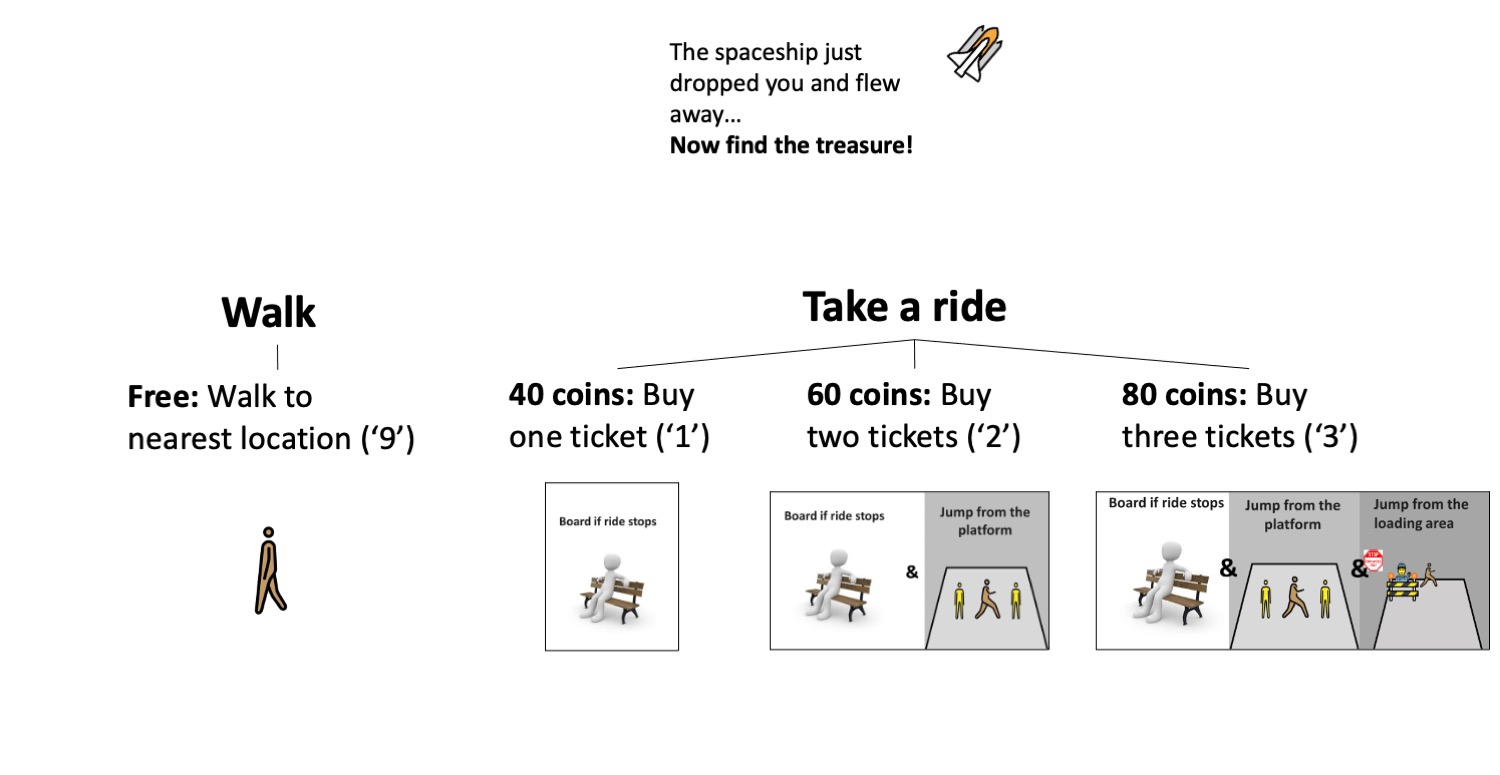 The spaceship just
dropped you and flew
away...
Now find the treasure!
Walk
Take a ride
Free: Walk to
nearest location (‘9’)
40 coins: Buy
one ticket (‘1’)
60 coins: Buy
two tickets (‘2’)
80 coins: Buy
three tickets (‘3’)
Board if ride stops
Board if ride stops
&
Jump from the
platform
Board if ride stops
&
Jump from the
platform
&
Jump from the
loading area
STOP